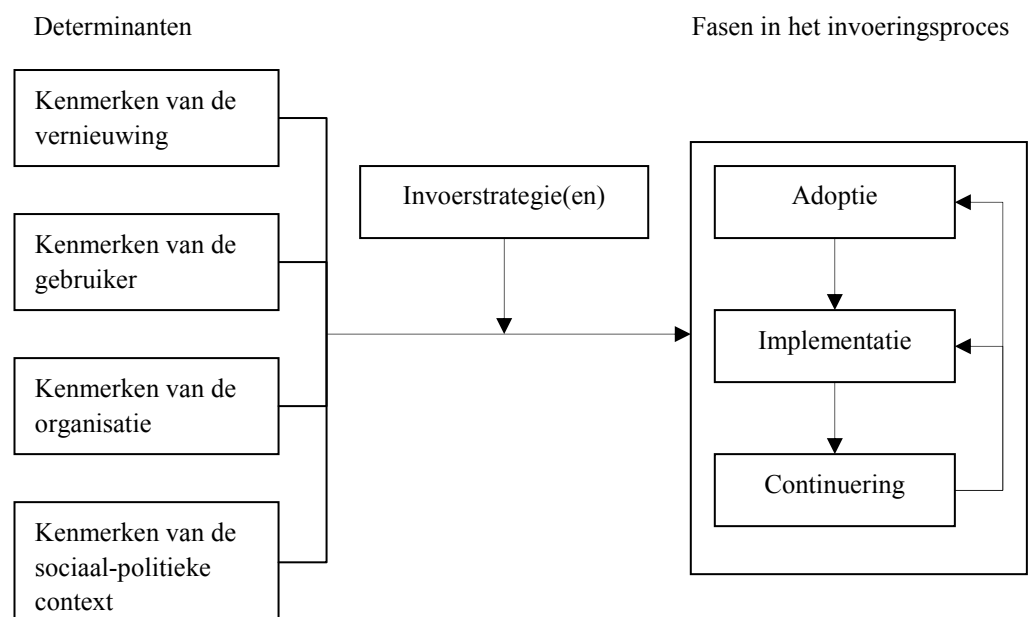 Determinanten
Fasen in het invoeringsproces
Kenmerken van de
vernieuwing
Kenmerken van de
gebruiker
Kenmerken van de
organisatie
Kenmerken van de
sociaal-politieke
context
Invoerstrategie(en)
Adoptie
Implementatie
Continuering